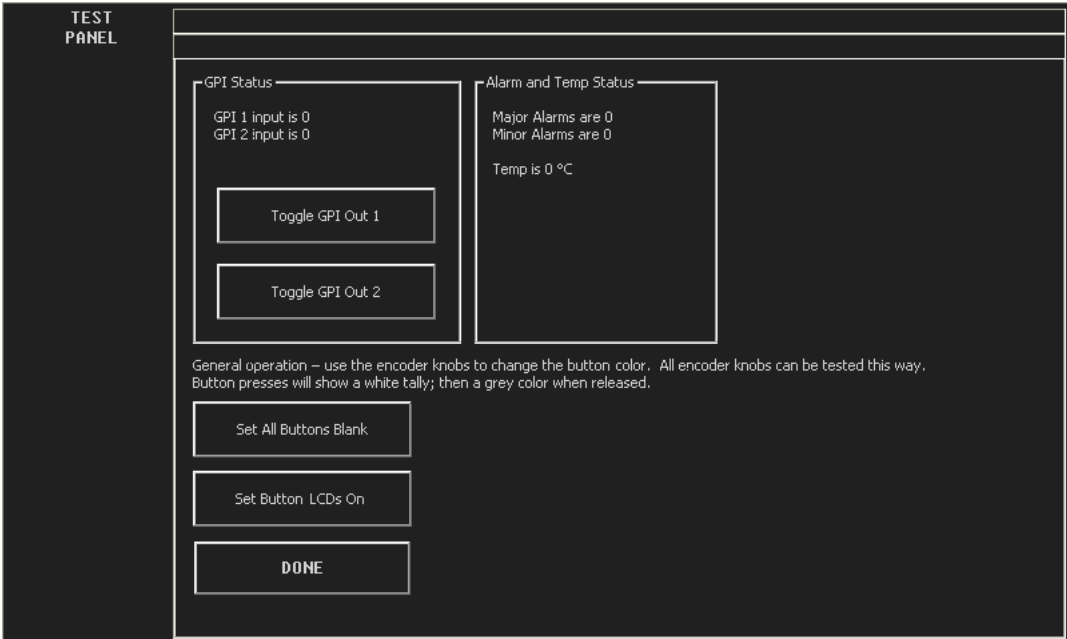 TEST
PANEL
GPI Status
GPI 1 input is 0
GPI 2 input is 0
Toggle GPI Out 1
Toggle GPI Out 2
Alarm and Temp Status
Major Alarms are 0
Minor Alarms are 0
Temp is 0 ºC
General operation – use the encoder knobs to change the button color. All encoder knobs can be tested this way.
Button presses will show a white tally; then a grey color when released.
Set All Buttons Blank
Set Button LCDs On
DONE